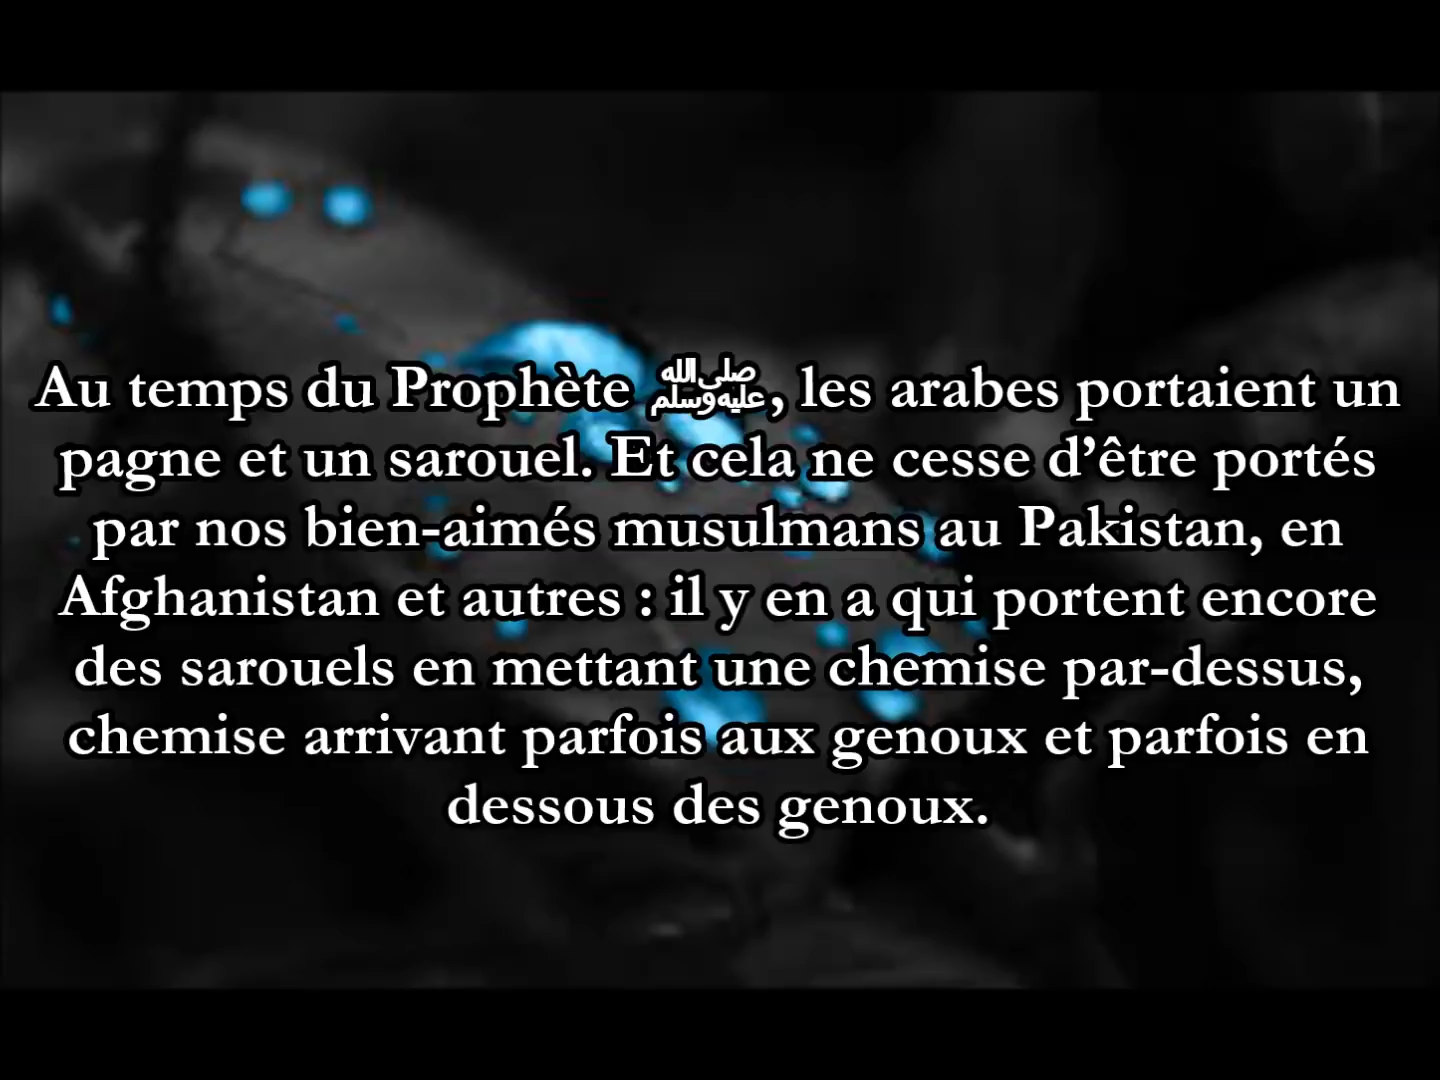 Au temps du Prophète ﷺ, les arabes portaient un
pagne et un sarouel. Et cela ne cesse d’être portés
par nos bien-aimés musulmans au Pakistan, en
Afghanistan et autres : il y en a qui portent encore
des sarouels en mettant une chemise par-dessus,
chemise arrivant parfois aux genoux et parfois en
dessous des genoux.